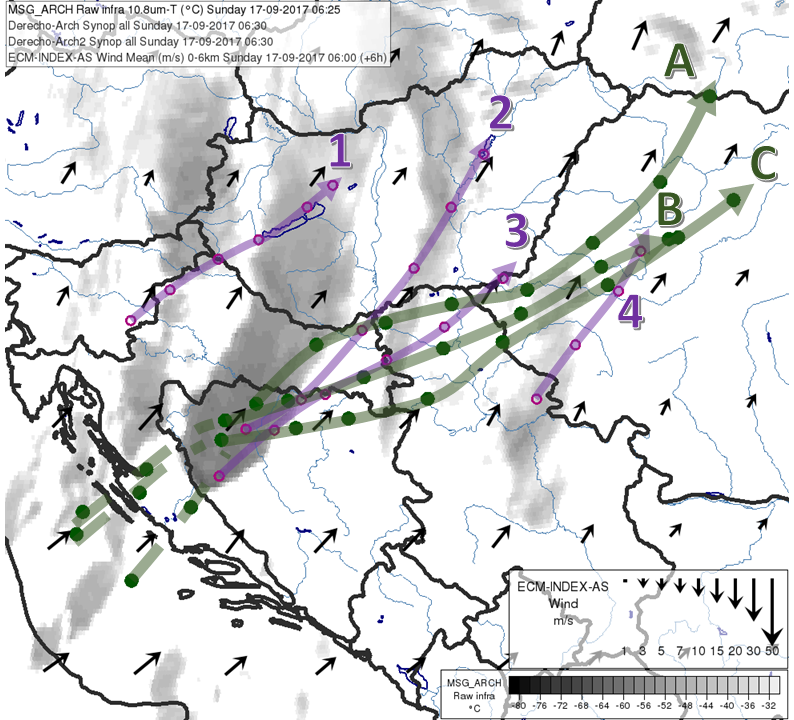 MSG_ARCH Raw infra 10.8um-T (°C) Sunday 17-09-2017 06:25
Derecho-Arch Synop all Sunday 17-09-2017 06:30
Derecho-Arch2 Synop all Sunday 17-09-2017 06:30
ECM-INDEX-AS Wind Mean (m/s) 0-6km Sunday 17-09-2017 06:00 (+6h)
A
2
1
C
B
3
4
ECM-INDEX-AS
Wind
m/s
1 3 5 7 10 15 20 30 50
MSG_ARCH
Raw infra
°C
-80 -76 -72 -68 -64 -60 -56 -52 -48 -44 -40 -36 -32